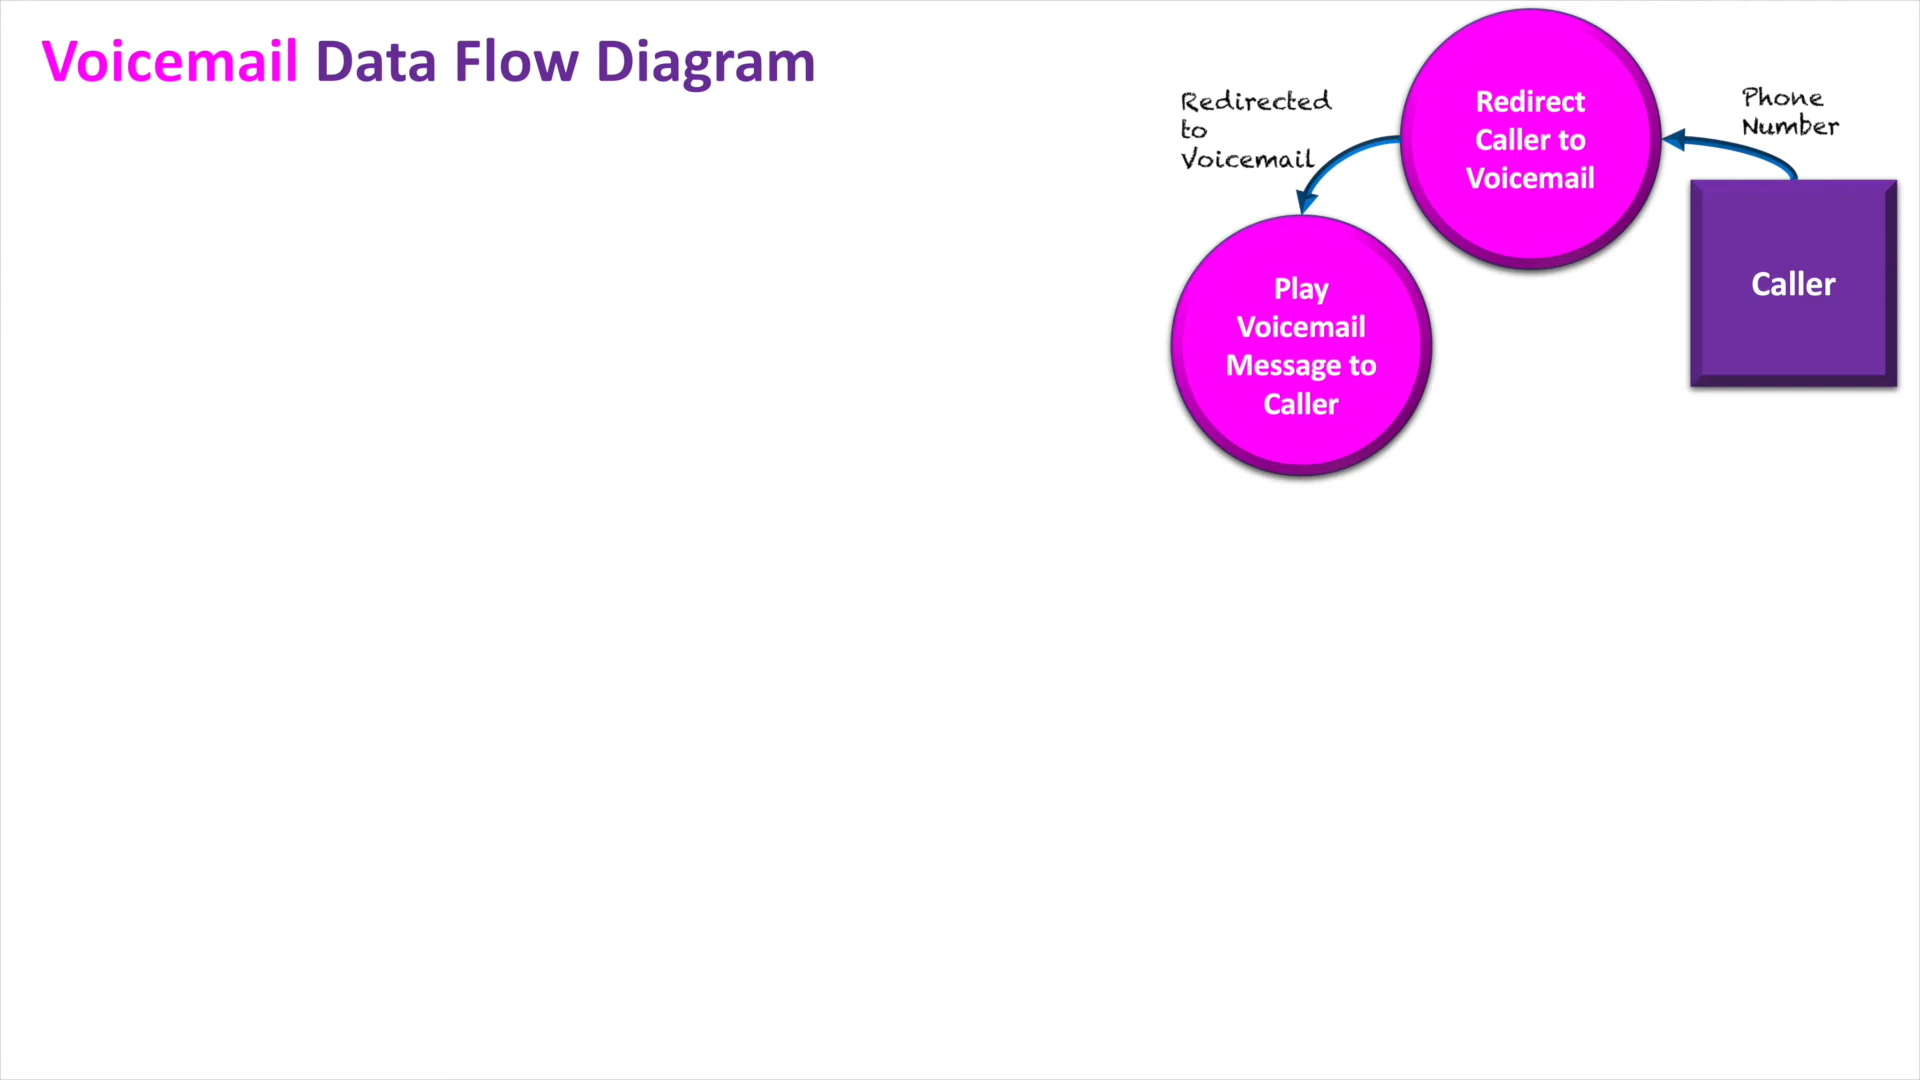 Voicemail Data Flow Diagram
Redirected
to
Voicemail
Redirect
Caller to
Voicemail
Phone
Number
Caller
Play
Voicemail
Message to
Caller